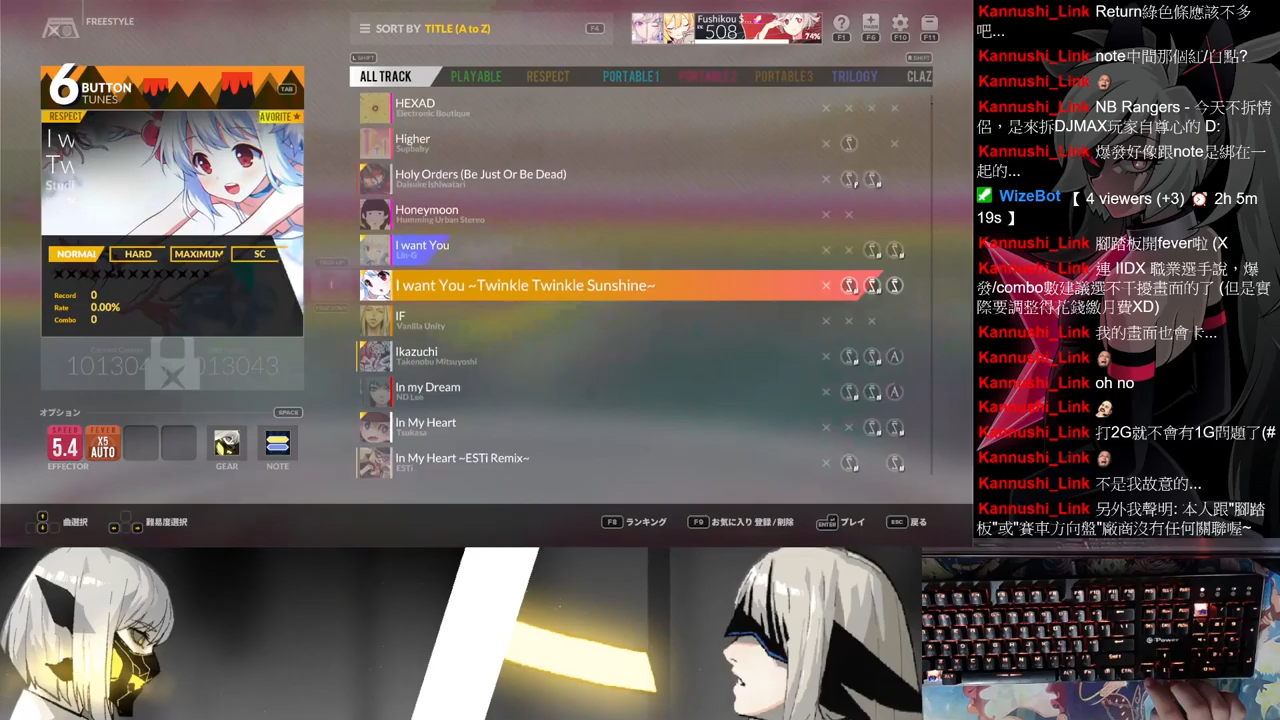 FREESTYLE
SORT BY TITLE (A to Z)
F4
Fushikou S...
508
74%
F1
F6
F10
F11
L SHIFT
R SHIFT
ALL TRACK
PLAYABLE
RESPECT
PORTABLE1
PORTABLE2
PORTABLE3
TRILOGY
CLAZ
6 BUTTON
TUNES
TAB
RESPECT
AVORITE ★
I w
Tw
Studi
NORMAL
HARD
MAXIMUM
SC
Record 0
Rate 0.00%
Combo 0
オプション
SPACE
SPEED
5.4
FEVER
X5
AUTO
EFFECTOR
GEAR
NOTE
HEXAD
Electronic Boutique
Higher
Supbaby
Holy Orders (Be Just Or Be Dead)
Daisuke Ishiwatari
Honeymoon
Humming Urban Stereo
I want You
Lin-G
I want You ~Twinkle Twinkle Sunshine~
IF
Vanilla Unity
Ikazuchi
Takenobu Mitsuyoshi
In my Dream
ND Lee
In My Heart
Tsukasa
In My Heart ~ESTi Remix~
ESTi
曲選択
難易度選択
F8 ランキング
F9 お気に入り 登録/削除
ENTER プレイ
ESC 戻る
Kannushi_Link Return綠色條應該不多
吧...
Kannushi_Link note中間那個紅/白點?
Kannushi_Link
Kannushi_Link NB Rangers - 今天不拆情
侶，是來拆DJMAX玩家自尊心的 D:
Kannushi_Link 爆發好像跟note是綁在一
起的...
WizeBot 【 4 viewers (+3) ⏰ 2h 5m
19s 】
Kannushi_Link 腳踏板開fever啦 (X
Kannushi_Link 連 IIDX 職業選手說，爆
發/combo數建議選不干擾畫面的了 (但是實
際要調整得花錢繳月費XD)
Kannushi_Link 我的畫面也會卡...
Kannushi_Link
Kannushi_Link oh no
Kannushi_Link
Kannushi_Link 打2G就不會有1G問題了(#
Kannushi_Link
Kannushi_Link 不是我故意的...
Kannushi_Link 另外我聲明: 本人跟"腳踏
板"或"賽車方向盤"廠商沒有任何關聯喔~
Power